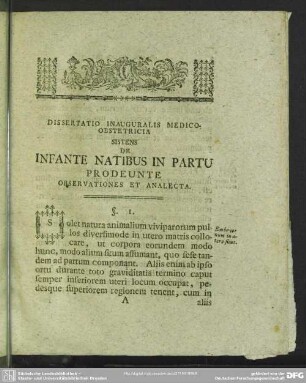 DISSERTATIO INAUGURALIS MEDICO-
OBSTETRICIA
SISTENS
DE
INFANTE NATIBUS IN PARTU
PRODEUNTE
OBSERVATIONES ET ANALECTA.
§. I.
Solet natura animalium viviparorum pul-
los diversimode in utero matris collo-
care, ut corpora eorundem modo
hunc, modo alium situm assumant, quo sese tan-
dem ad partum componant. Aliis enim ab ipso
ortu durante toto graviditatis termino caput
semper inferiorem uteri locum occupat, pe-
desque superiorem regionem tenent, cum in
A
aliis